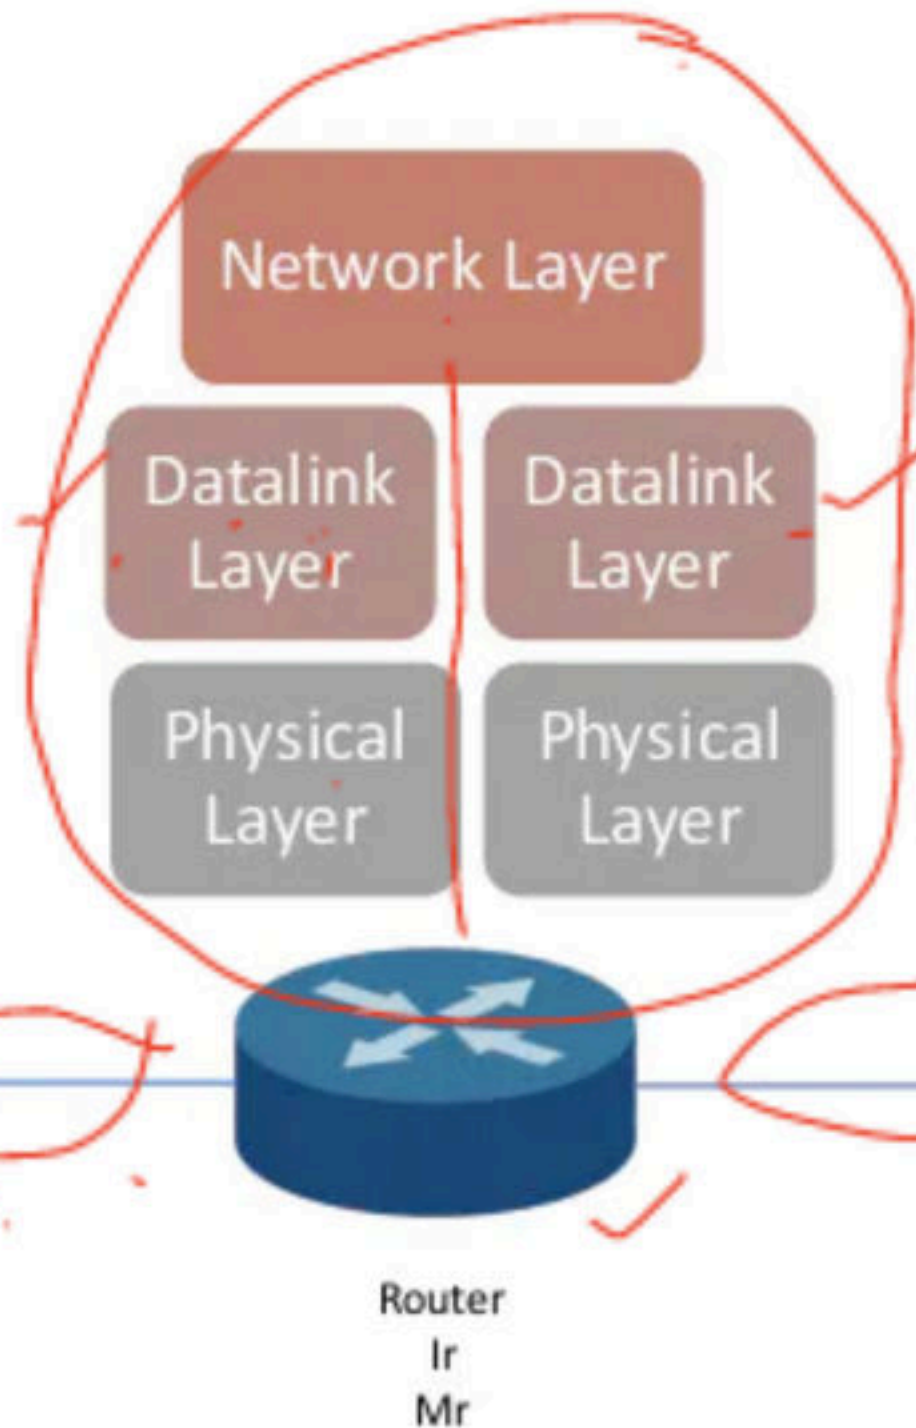 Network Layer
Datalink
Layer
Datalink
Layer
Physical
Layer
Physical
Layer
Router
Ir
Mr